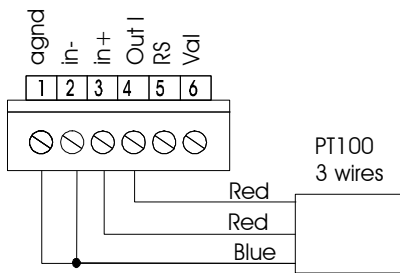 agnd in- in+ Out I RS Val
1 2 3 4 5 6
PT100
3 wires
Red
Red
Blue